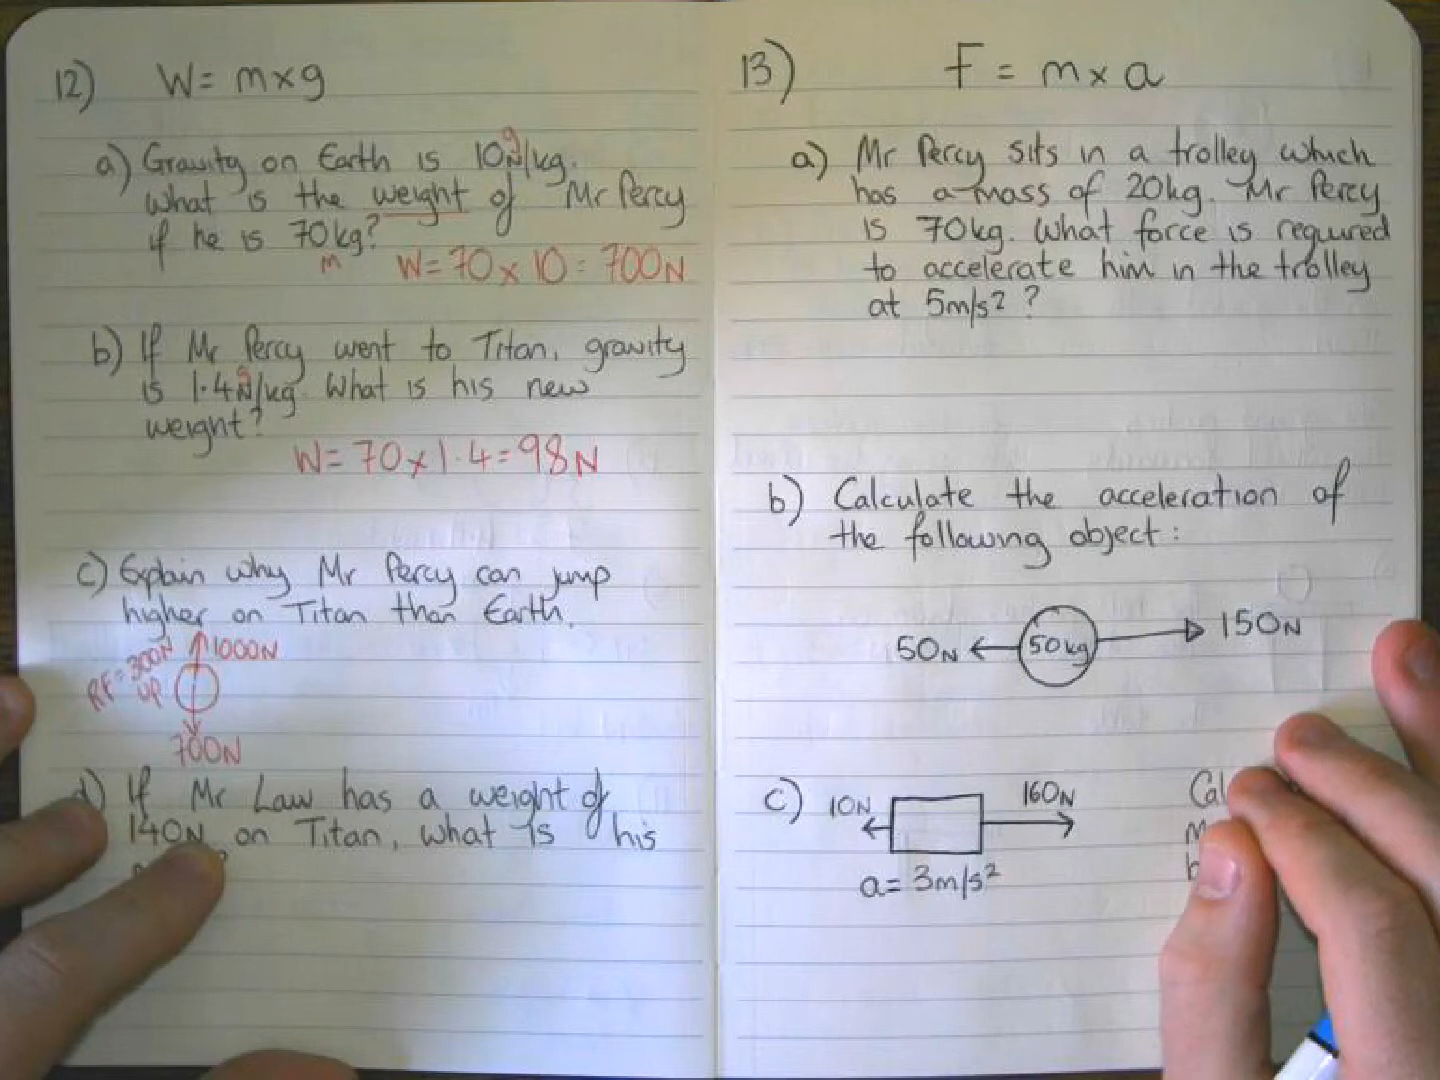 12) W = m x g
a) Gravity on Earth is 10N/kg.
g
what is the weight of Mr Percy
if he is 70kg?
m
W = 70 x 10 = 700N
b) If Mr Percy went to Titan, gravity
is 1.4N/kg. What is his new
g
weight?
W = 70 x 1.4 = 98N
c) Explain why Mr Percy can jump
higher on Titan than Earth.
1000N
RF = 300N
UP
700N
d) If Mr Law has a weight of
140N on Titan, what is his
13) F = m x a
a) Mr Percy sits in a trolley which
has a mass of 20kg. Mr Percy
is 70kg. What force is required
to accelerate him in the trolley
at 5m/s² ?
b) Calculate the acceleration of
the following object :
50N 50kg 150N
c) 10N 160N
a = 3m/s²